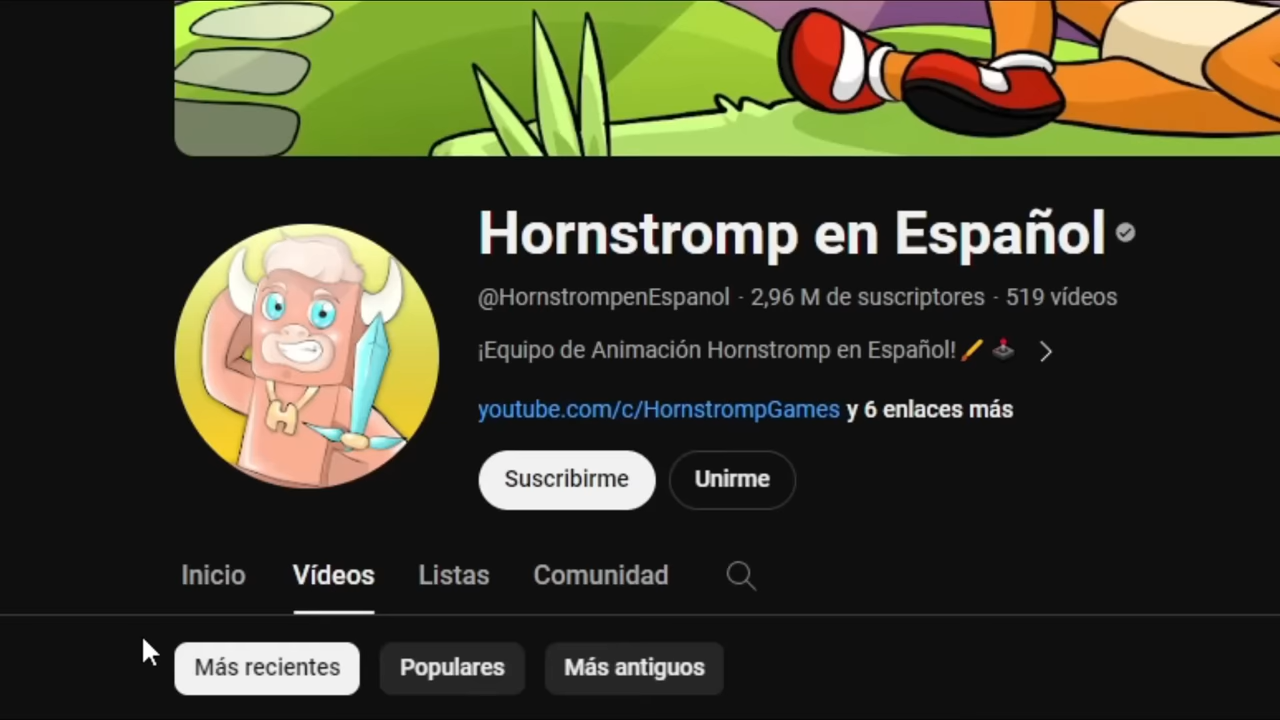 Hornstromp en Español
@HornstrompenEspanol · 2,96 M de suscriptores · 519 vídeos
¡Equipo de Animación Hornstromp en Español!🖌️ 🕹️
youtube.com/c/HornstrompGames y 6 enlaces más
Suscribirme Unirme
Inicio Vídeos Listas Comunidad
Más recientes Populares Más antiguos